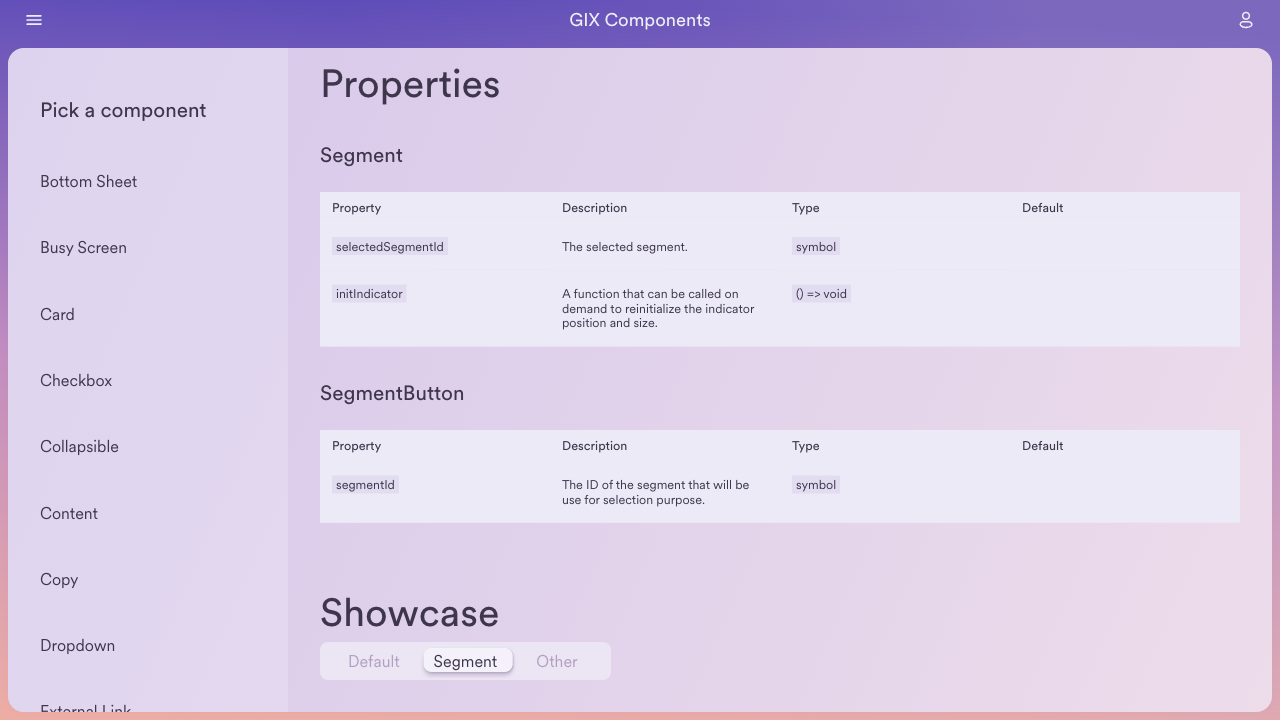 GIX Components
Pick a component
Bottom Sheet
Busy Screen
Card
Checkbox
Collapsible
Content
Copy
Dropdown
External Link
Properties
Segment
Property Description Type Default
selectedSegmentId The selected segment. symbol
initIndicator A function that can be called on () => void
demand to reinitialize the indicator
position and size.
SegmentButton
Property Description Type Default
segmentId The ID of the segment that will be symbol
use for selection purpose.
Showcase
Default Segment Other